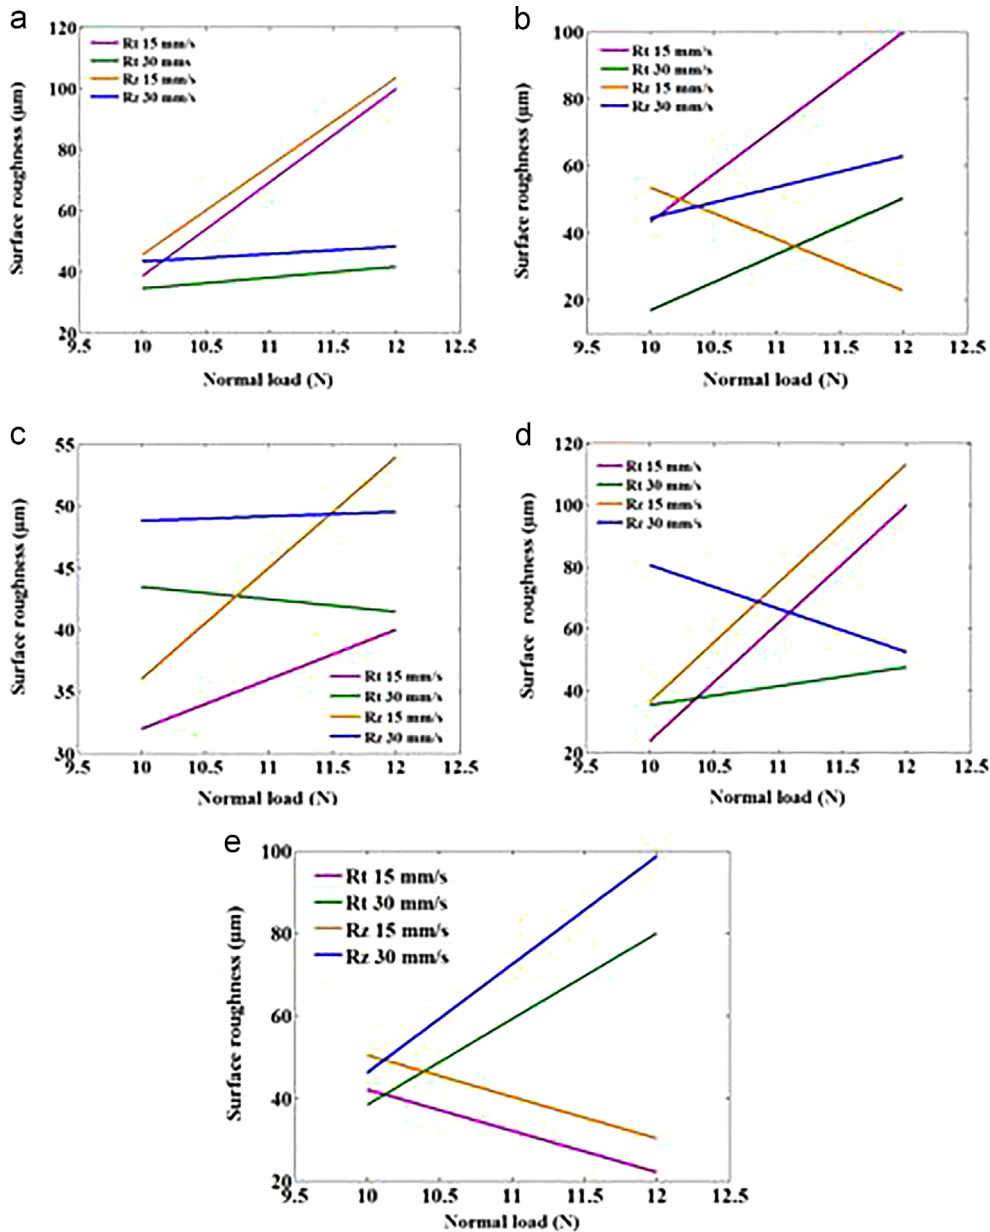 a
120
100
80
60
40
20
Surface roughness (µm)
Rt 15 mm/s
Rt 30 mms
Rz 15 mm/s
Rz 30 mm/s
9.5 10 10.5 11 11.5 12 12.5
Normal load (N)
b
100
80
60
40
20
Surface roughness (µm)
Rt 15 mm/s
Rt 30 mm/s
Rz 15 mm/s
Rz 30 mm/s
9.5 10 10.5 11 11.5 12 12.5
Normal load (N)
c
55
50
45
40
35
30
Surface roughness (µm)
Rt 15 mm/s
Rt 30 mm/s
Rz 15 mm/s
Rz 30 mm/s
9.5 10 10.5 11 11.5 12 12.5
Normal load (N)
d
120
100
80
60
40
20
Surface roughness (µm)
Rt 15 mm/s
Rt 30 mm/s
Rz 15 mm/s
Rz 30 mm/s
9.5 10 10.5 11 11.5 12 12.5
Normal load (N)
e
100
80
60
40
20
Surface roughness (µm)
Rt 15 mm/s
Rt 30 mm/s
Rz 15 mm/s
Rz 30 mm/s
9.5 10 10.5 11 11.5 12 12.5
Normal load (N)